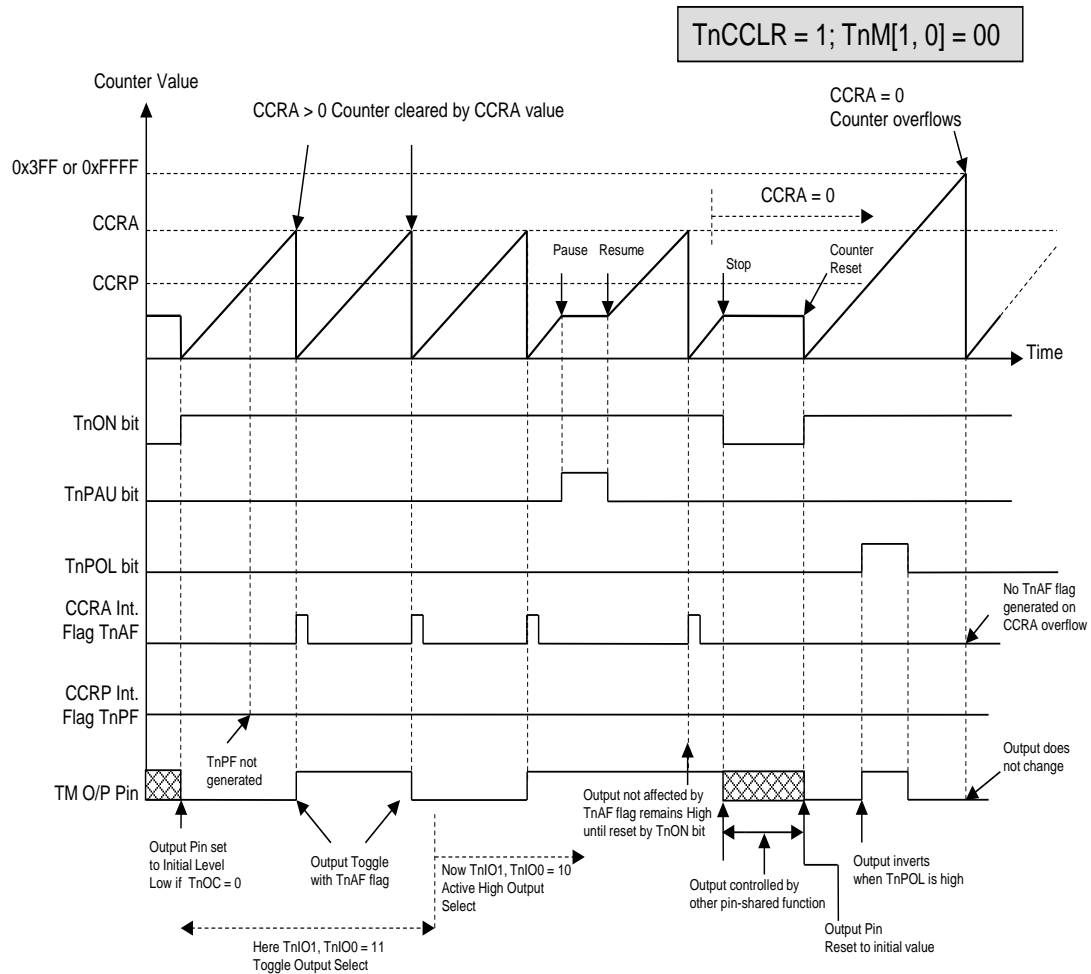 TnCCLR = 1; TnM[1, 0] = 00
Counter Value
CCRA > 0 Counter cleared by CCRA value
CCRA = 0
Counter overflows
0x3FF or 0xFFFF
CCRA = 0
CCRA
Pause
Resume
Stop
Counter
Reset
CCRP
Time
TnON bit
TnPAU bit
TnPOL bit
CCRA Int.
Flag TnAF
No TnAF flag
generated on
CCRA overflow
CCRP Int.
Flag TnPF
TnPF not
generated
TM O/P Pin
Output does
not change
Output not affected by
TnAF flag remains High
until reset by TnON bit
Output Pin set
to Initial Level
Low if TnOC = 0
Output Toggle
with TnAF flag
Now TnIO1, TnIO0 = 10
Active High Output
Select
Output controlled by
other pin-shared function
Output inverts
when TnPOL is high
Output Pin
Reset to initial value
Here TnIO1, TnIO0 = 11
Toggle Output Select